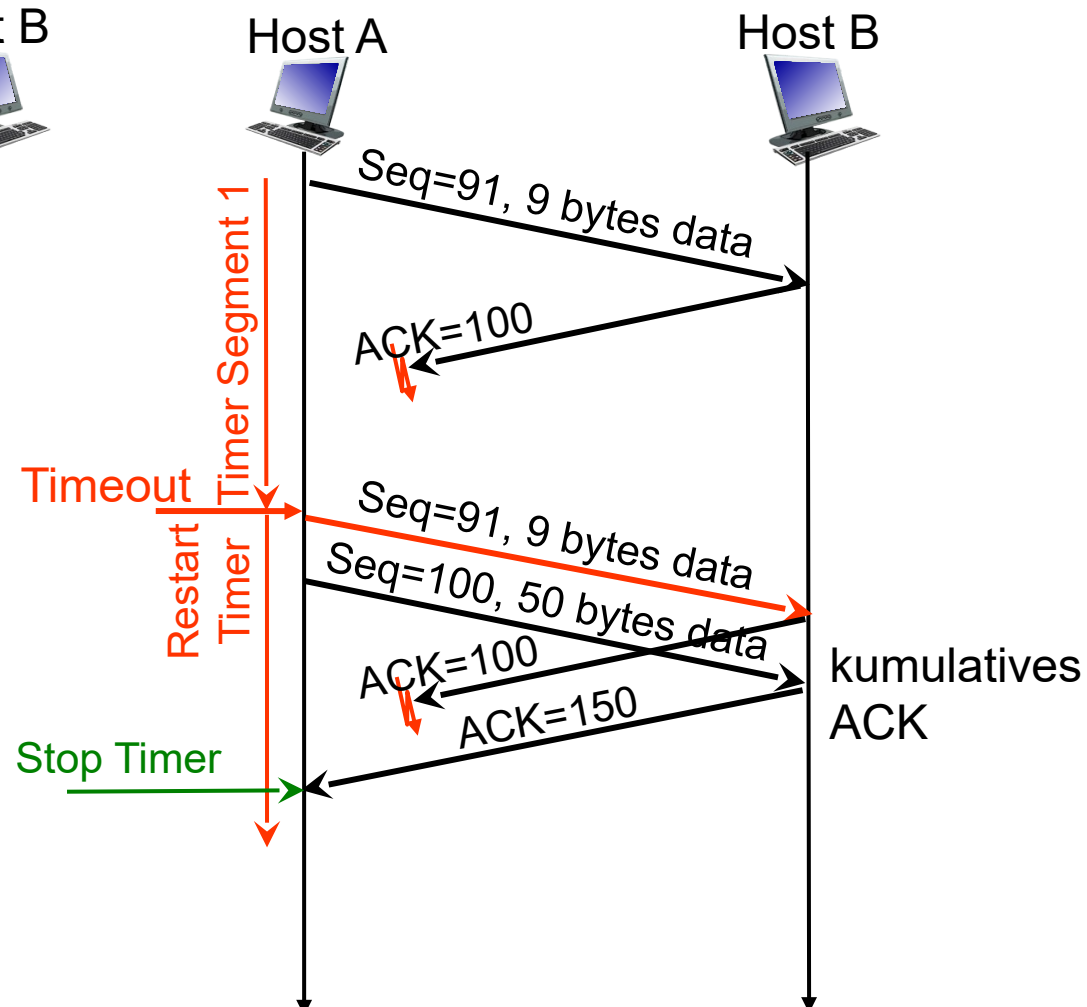 t B
Host A
Host B
Seq=91, 9 bytes data
Timer Segment 1
ACK=100
Timeout
Seq=91, 9 bytes data
Restart
Timer
Seq=100, 50 bytes data
ACK=100
kumulatives
ACK
ACK=150
Stop Timer